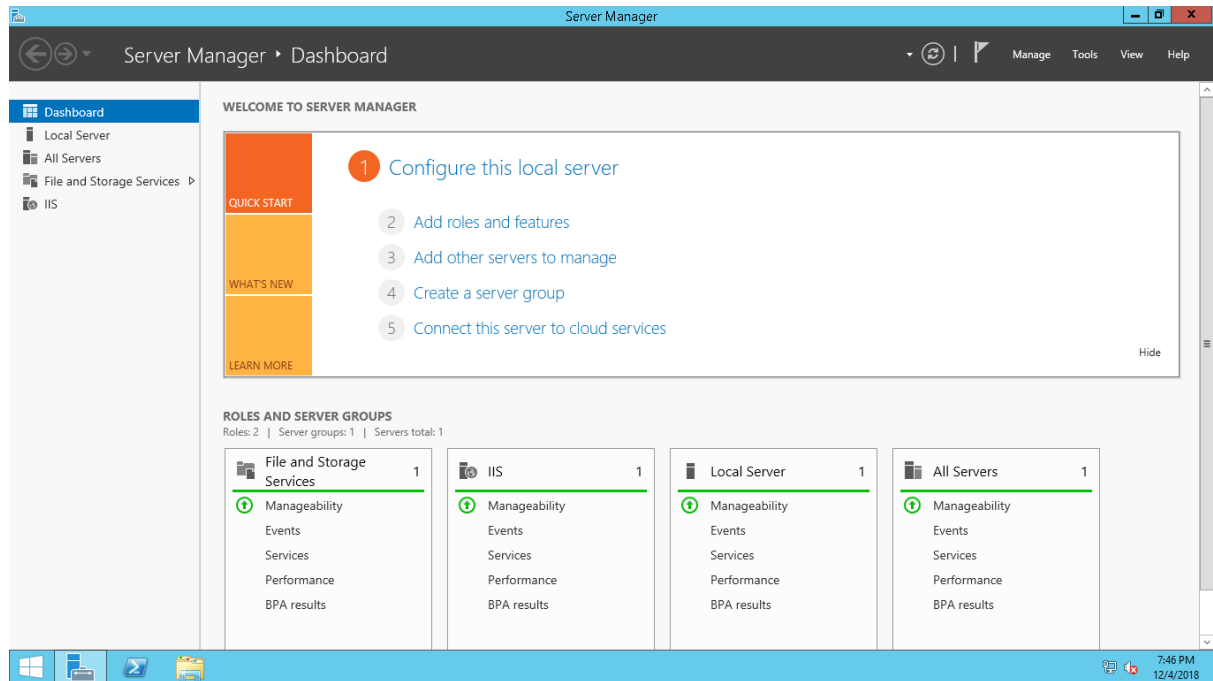 Server Manager
Server Manager • Dashboard
Manage Tools View Help
Dashboard
Local Server
All Servers
File and Storage Services
IIS
WELCOME TO SERVER MANAGER
QUICK START
WHAT'S NEW
LEARN MORE
1 Configure this local server
2 Add roles and features
3 Add other servers to manage
4 Create a server group
5 Connect this server to cloud services
Hide
ROLES AND SERVER GROUPS
Roles: 2 | Server groups: 1 | Servers total: 1
File and Storage
Services 1
Manageability
Events
Services
Performance
BPA results
IIS 1
Manageability
Events
Services
Performance
BPA results
Local Server 1
Manageability
Events
Services
Performance
BPA results
All Servers 1
Manageability
Events
Services
Performance
BPA results
7:46 PM
12/4/2018